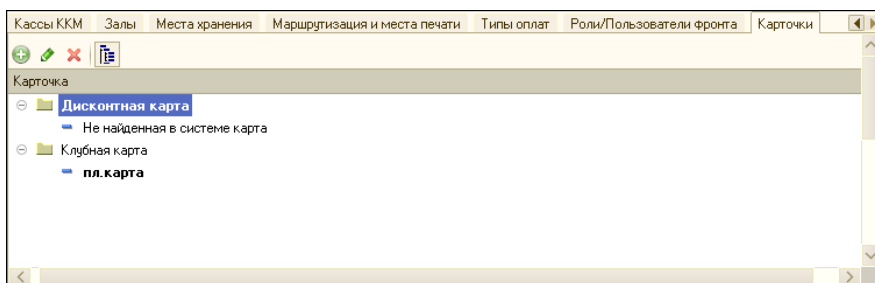 Кассы ККМ Залы Места хранения Маршрутизация и места печати Типы оплат Роли/Пользователи фронта Карточки
Карточка
Дисконтная карта
Не найденная в системе карта
Клубная карта
пл.карта